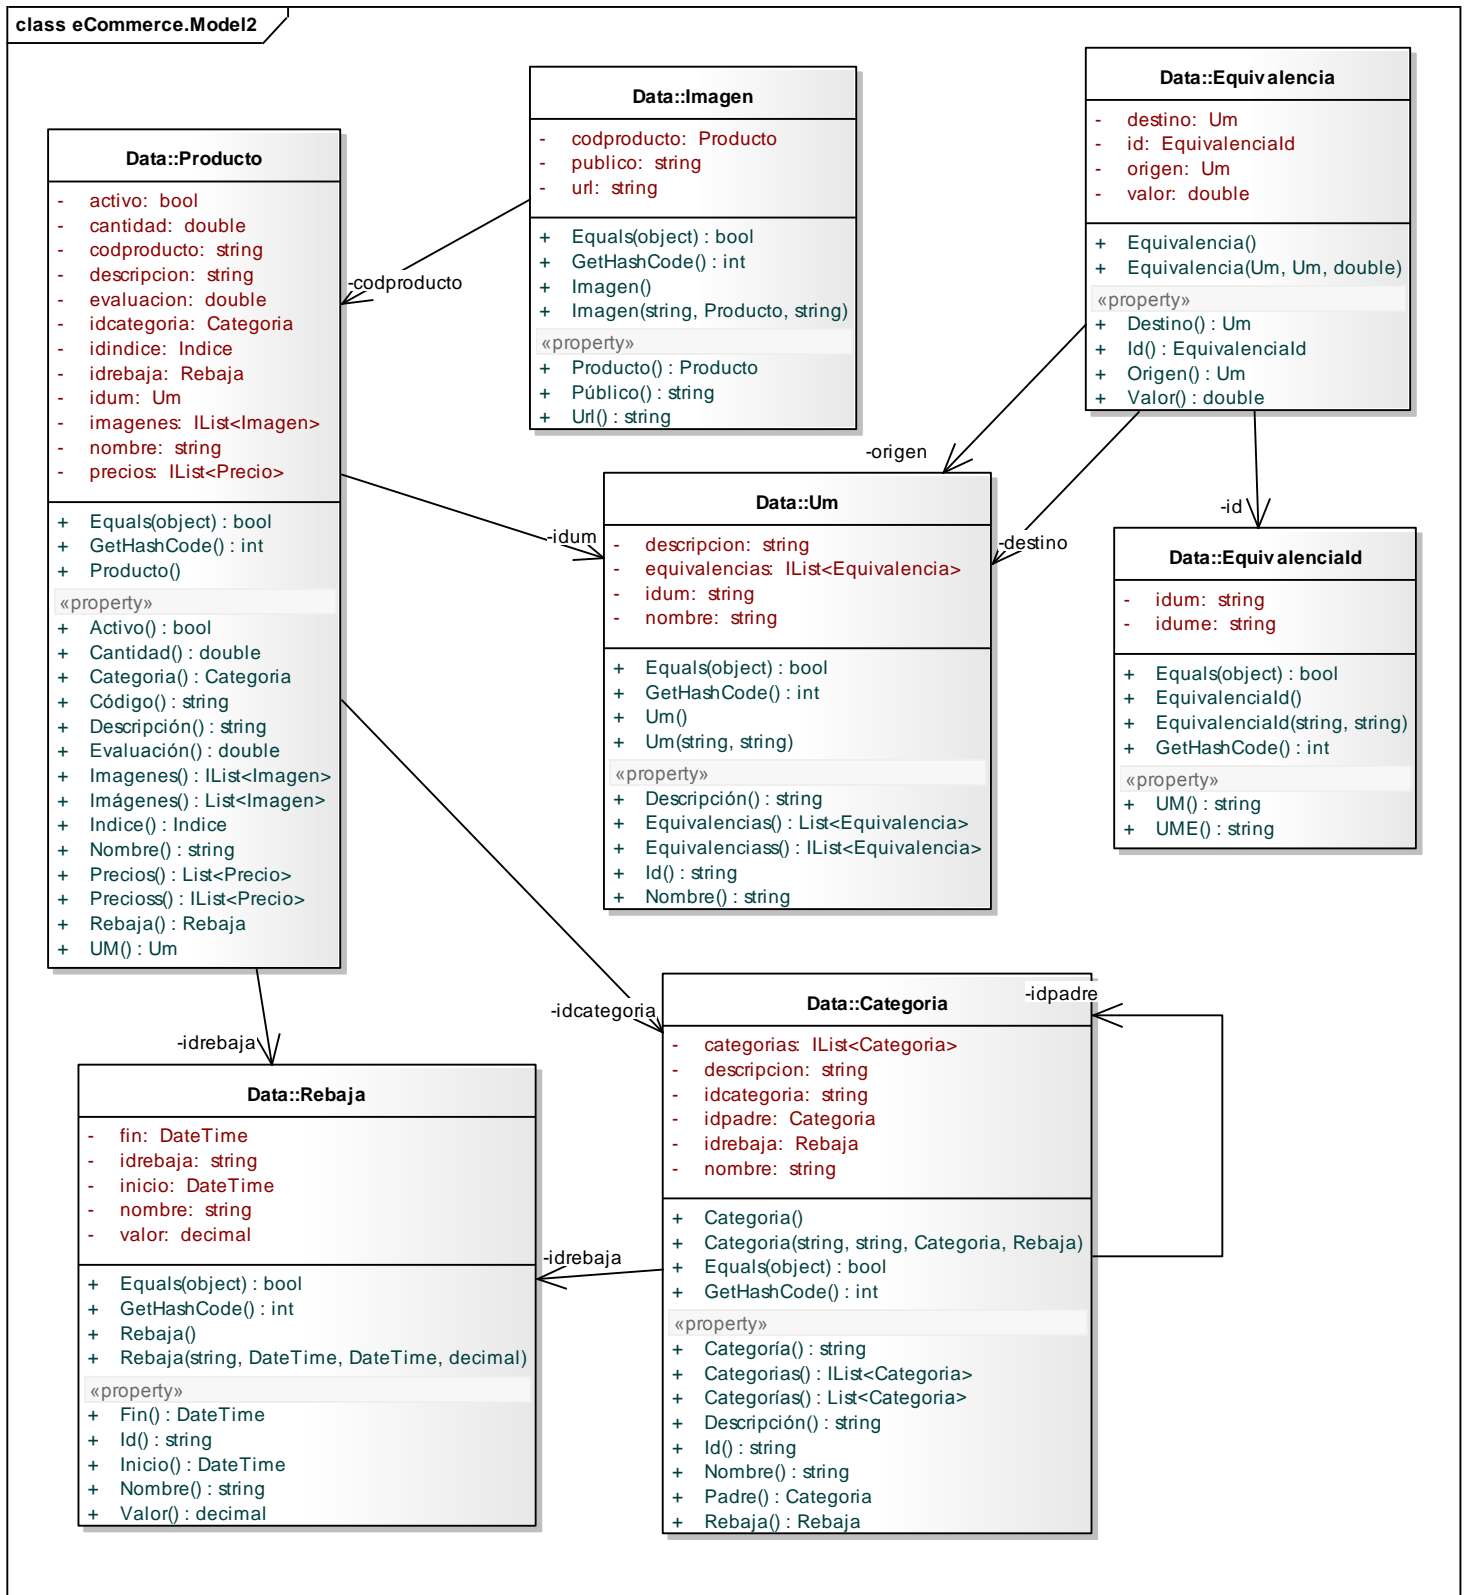 class eCommerce.Model2
Data::Producto
- activo: bool
- cantidad: double
- codproducto: string
- descripcion: string
- evaluacion: double
- idcategoria: Categoria
- idindice: Indice
- idrebaja: Rebaja
- idum: Um
- imagenes: IList<Imagen>
- nombre: string
- precios: IList<Precio>
+ Equals(object) : bool
+ GetHashCode() : int
+ Producto()
«property»
+ Activo() : bool
+ Cantidad() : double
+ Categoria() : Categoria
+ Código() : string
+ Descripción() : string
+ Evaluación() : double
+ Imagenes() : IList<Imagen>
+ Imágenes() : List<Imagen>
+ Indice() : Indice
+ Nombre() : string
+ Precios() : List<Precio>
+ Precioss() : IList<Precio>
+ Rebaja() : Rebaja
+ UM() : Um
Data::Imagen
- codproducto: Producto
- publico: string
- url: string
+ Equals(object) : bool
+ GetHashCode() : int
+ Imagen()
+ Imagen(string, Producto, string)
«property»
+ Producto() : Producto
+ Público() : string
+ Url() : string
Data::Equivalencia
- destino: Um
- id: EquivalenciaId
- origen: Um
- valor: double
+ Equivalencia()
+ Equivalencia(Um, Um, double)
«property»
+ Destino() : Um
+ Id() : EquivalenciaId
+ Origen() : Um
+ Valor() : double
-codproducto
-origen
-destino
-id
-idum
Data::Um
- descripcion: string
- equivalencias: IList<Equivalencia>
- idum: string
- nombre: string
+ Equals(object) : bool
+ GetHashCode() : int
+ Um()
+ Um(string, string)
«property»
+ Descripción() : string
+ Equivalencias() : List<Equivalencia>
+ Equivalenciass() : IList<Equivalencia>
+ Id() : string
+ Nombre() : string
Data::EquivalenciaId
- idum: string
- idume: string
+ Equals(object) : bool
+ EquivalenciaId()
+ EquivalenciaId(string, string)
+ GetHashCode() : int
«property»
+ UM() : string
+ UME() : string
-idcategoria
-idpadre
-idrebaja
Data::Categoria
- categorias: IList<Categoria>
- descripcion: string
- idcategoria: string
- idpadre: Categoria
- idrebaja: Rebaja
- nombre: string
+ Categoria()
+ Categoria(string, string, Categoria, Rebaja)
+ Equals(object) : bool
+ GetHashCode() : int
«property»
+ Categoría() : string
+ Categorias() : IList<Categoria>
+ Categorías() : List<Categoria>
+ Descripción() : string
+ Id() : string
+ Nombre() : string
+ Padre() : Categoria
+ Rebaja() : Rebaja
-idrebaja
Data::Rebaja
- fin: DateTime
- idrebaja: string
- inicio: DateTime
- nombre: string
- valor: decimal
+ Equals(object) : bool
+ GetHashCode() : int
+ Rebaja()
+ Rebaja(string, DateTime, DateTime, decimal)
«property»
+ Fin() : DateTime
+ Id() : string
+ Inicio() : DateTime
+ Nombre() : string
+ Valor() : decimal